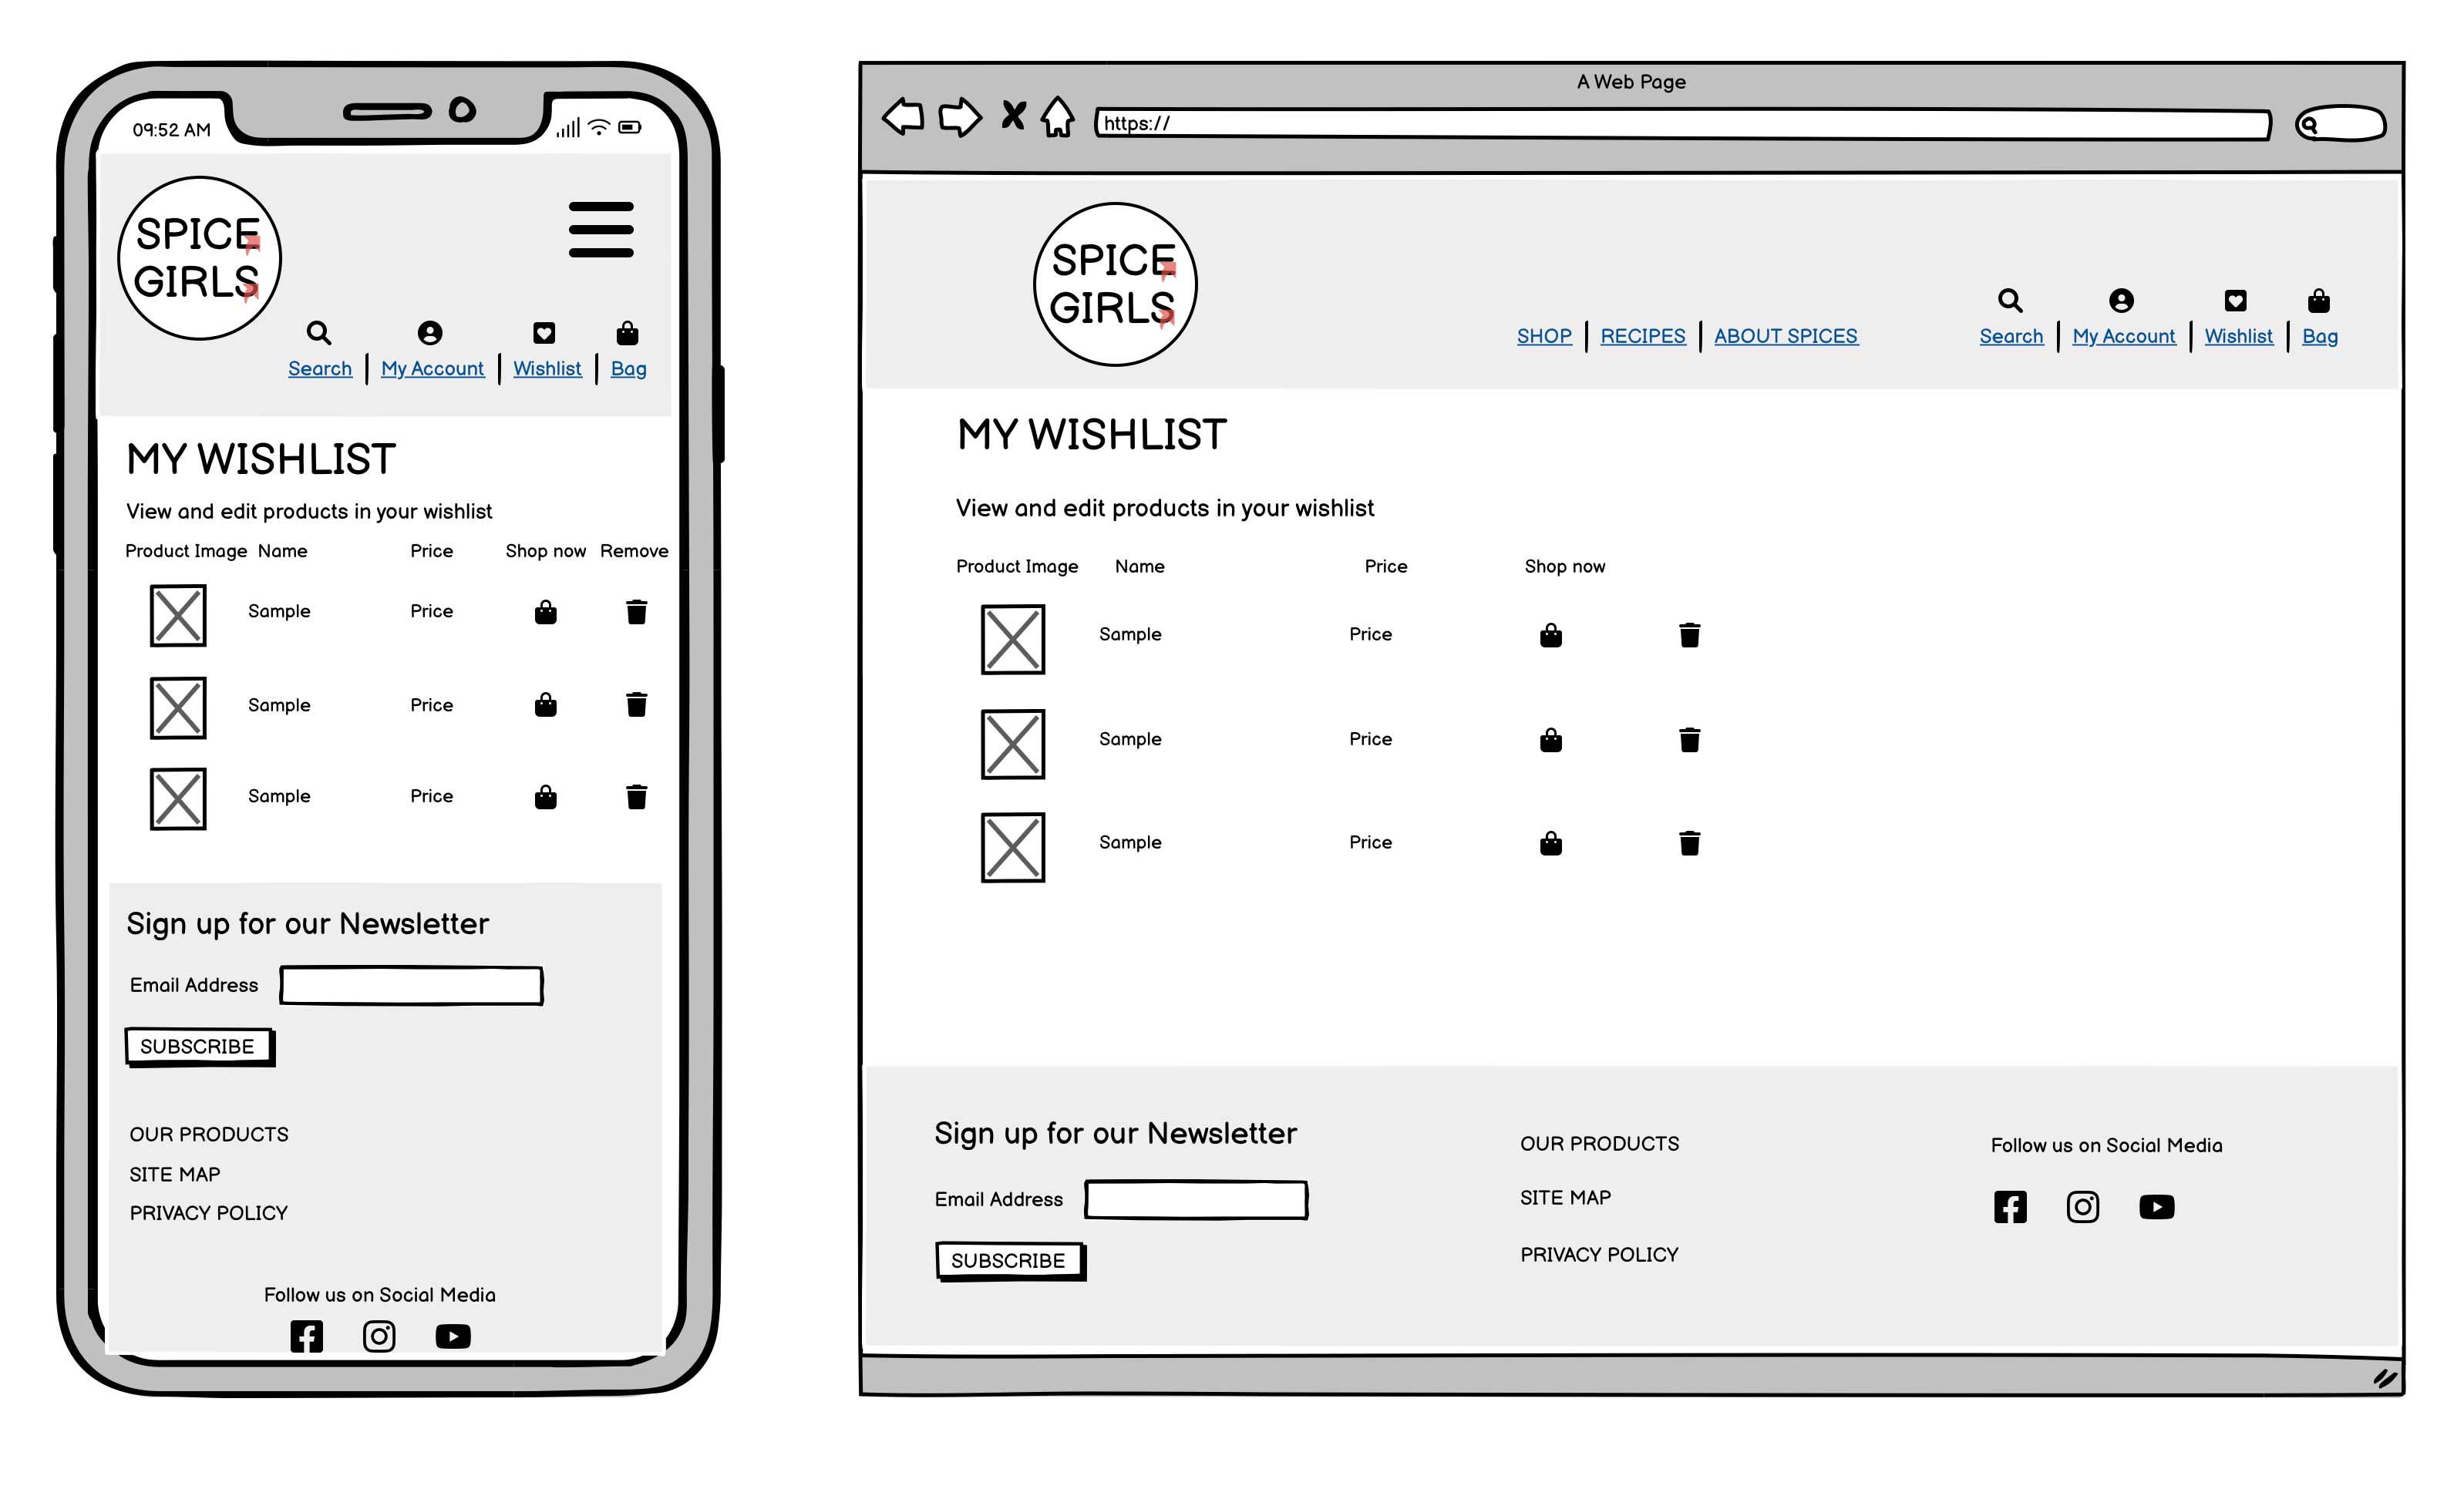 09:52 AM
SPICE
GIRLS
Search My Account Wishlist Bag
MY WISHLIST
View and edit products in your wishlist
Product Image Name Price Shop now Remove
Sample Price
Sample Price
Sample Price
Sign up for our Newsletter
Email Address
SUBSCRIBE
OUR PRODUCTS
SITE MAP
PRIVACY POLICY
Follow us on Social Media
A Web Page
https://
SPICE
GIRLS
SHOP RECIPES ABOUT SPICES Search My Account Wishlist Bag
MY WISHLIST
View and edit products in your wishlist
Product Image Name Price Shop now
Sample Price
Sample Price
Sample Price
Sign up for our Newsletter
Email Address
SUBSCRIBE
OUR PRODUCTS
SITE MAP
PRIVACY POLICY
Follow us on Social Media